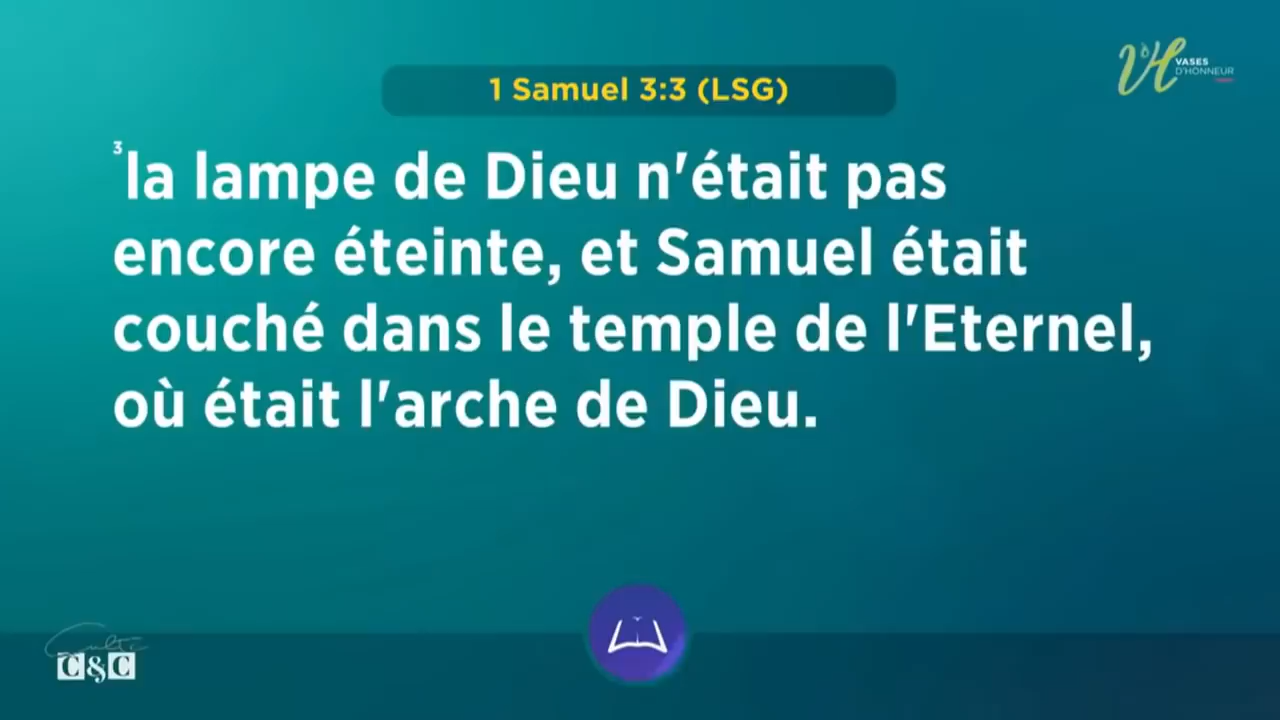 1 Samuel 3:3 (LSG)
VASES
D'HONNEUR
3 la lampe de Dieu n'était pas
encore éteinte, et Samuel était
couché dans le temple de l'Eternel,
où était l'arche de Dieu.
Culte
C&C